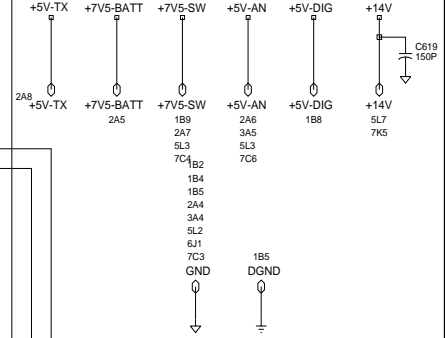 +5V-TX +7V5-BATT +7V5-SW +5V-AN +5V-DIG +14V
C619
150P
2A8
+5V-TX +7V5-BATT +7V5-SW +5V-AN +5V-DIG +14V
2A5 1B9 2A6 1B8 5L7
2A7 3A5 7K5
5L3 5L3
7C4 7C6
1B2
1B4
1B5
2A4
3A4
5L2
6J1
7C3 1B5
GND DGND